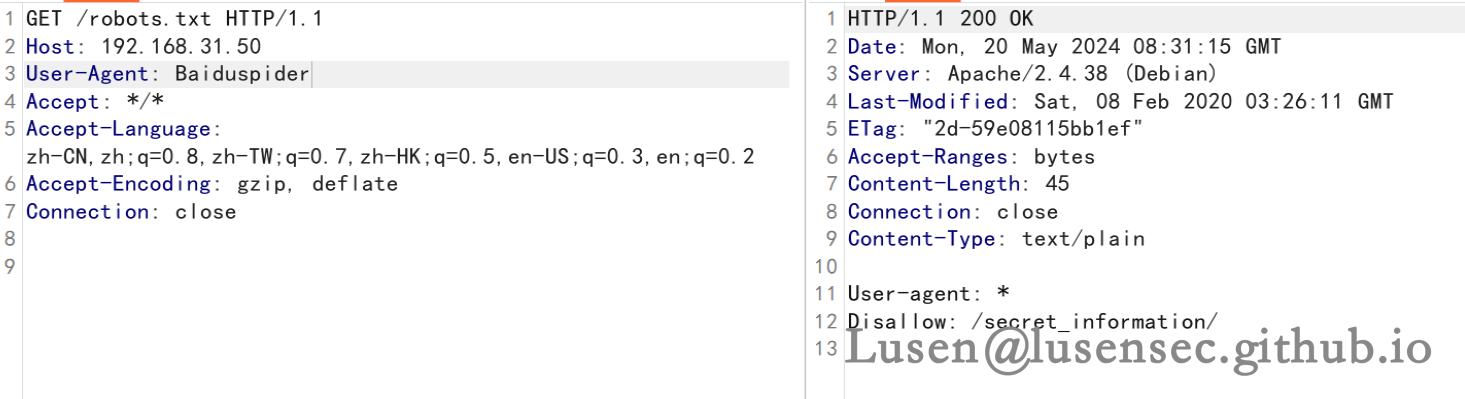 1 GET /robots.txt HTTP/1.1
2 Host: 192.168.31.50
3 User-Agent: Baiduspider
4 Accept: */*
5 Accept-Language:
zh-CN,zh;q=0.8,zh-TW;q=0.7,zh-HK;q=0.5,en-US;q=0.3,en;q=0.2
6 Accept-Encoding: gzip, deflate
7 Connection: close
8
9
1 HTTP/1.1 200 OK
2 Date: Mon, 20 May 2024 08:31:15 GMT
3 Server: Apache/2.4.38 (Debian)
4 Last-Modified: Sat, 08 Feb 2020 03:26:11 GMT
5 ETag: "2d-59e08115bb1ef"
6 Accept-Ranges: bytes
7 Content-Length: 45
8 Connection: close
9 Content-Type: text/plain
10
11 User-agent: *
12 Disallow: /secret_information/
13
Lusen@lusensec.github.io